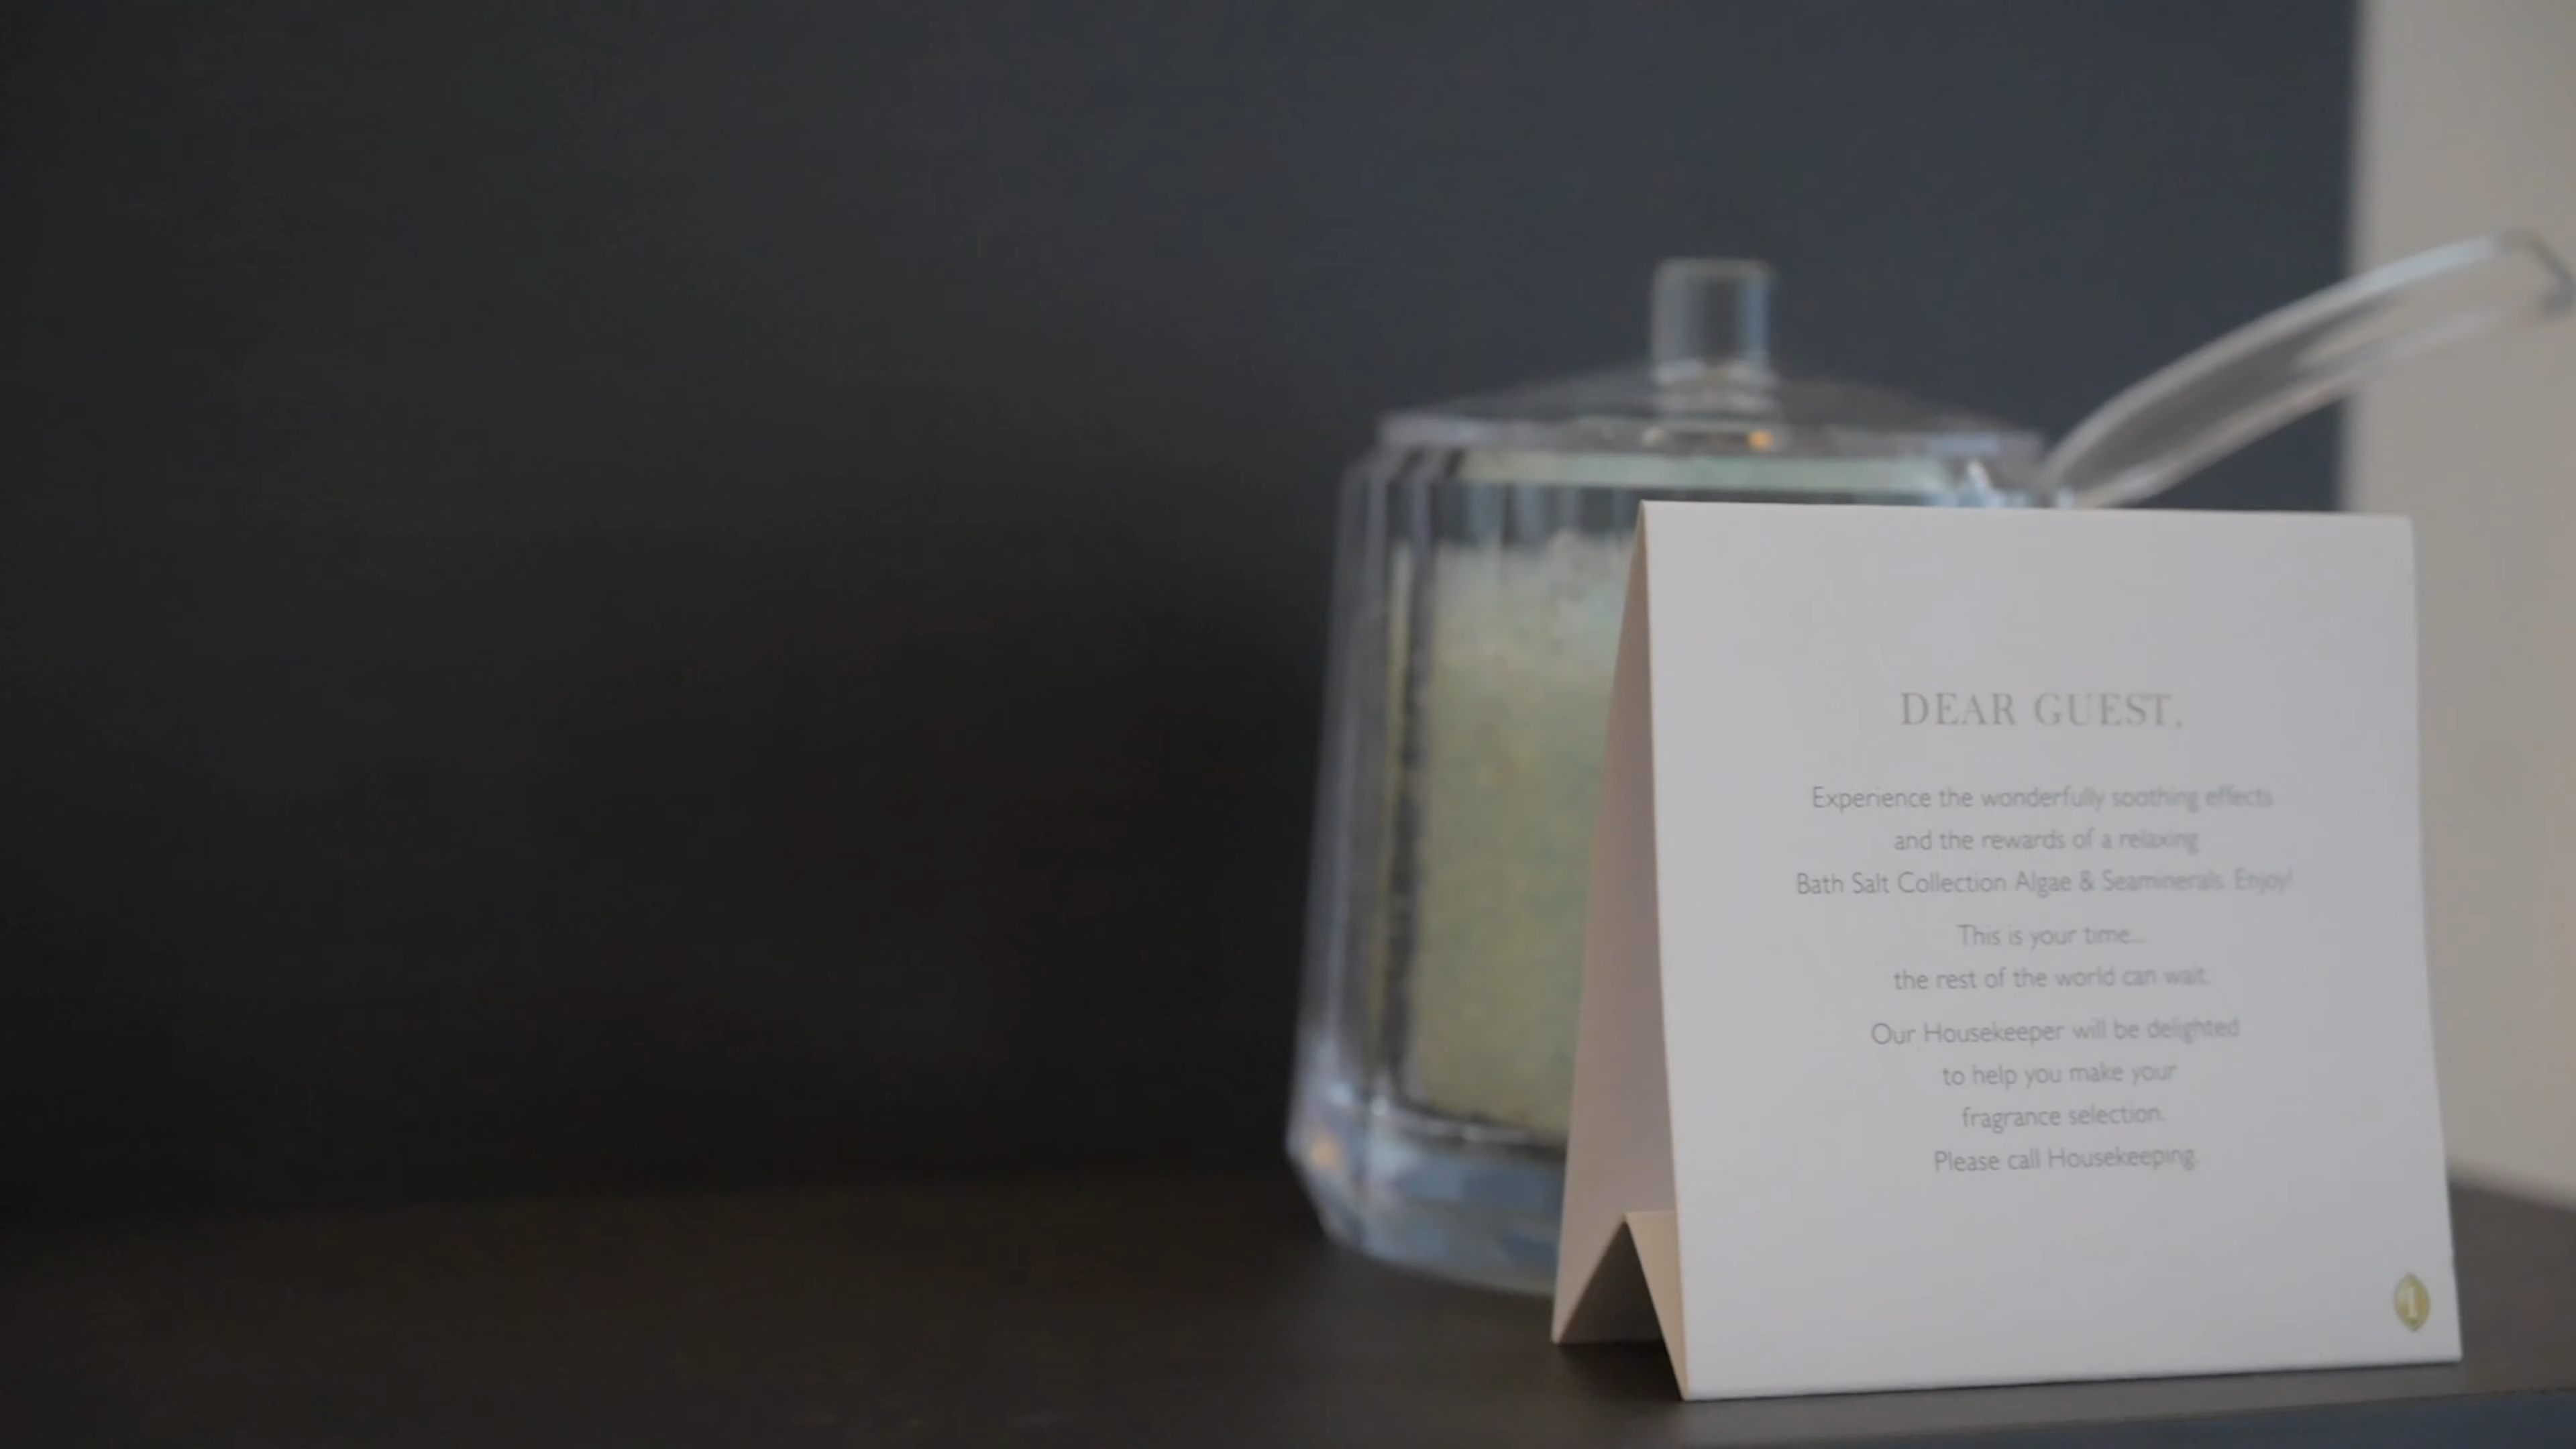 DEAR GUEST,
Experience the wonderfully soothing effects
and the rewards of a relaxing
Bath Salt Collection Algae & Seaminerals. Enjoy!
This is your time...
the rest of the world can wait.
Our Housekeeper will be delighted
to help you make your
fragrance selection.
Please call Housekeeping.